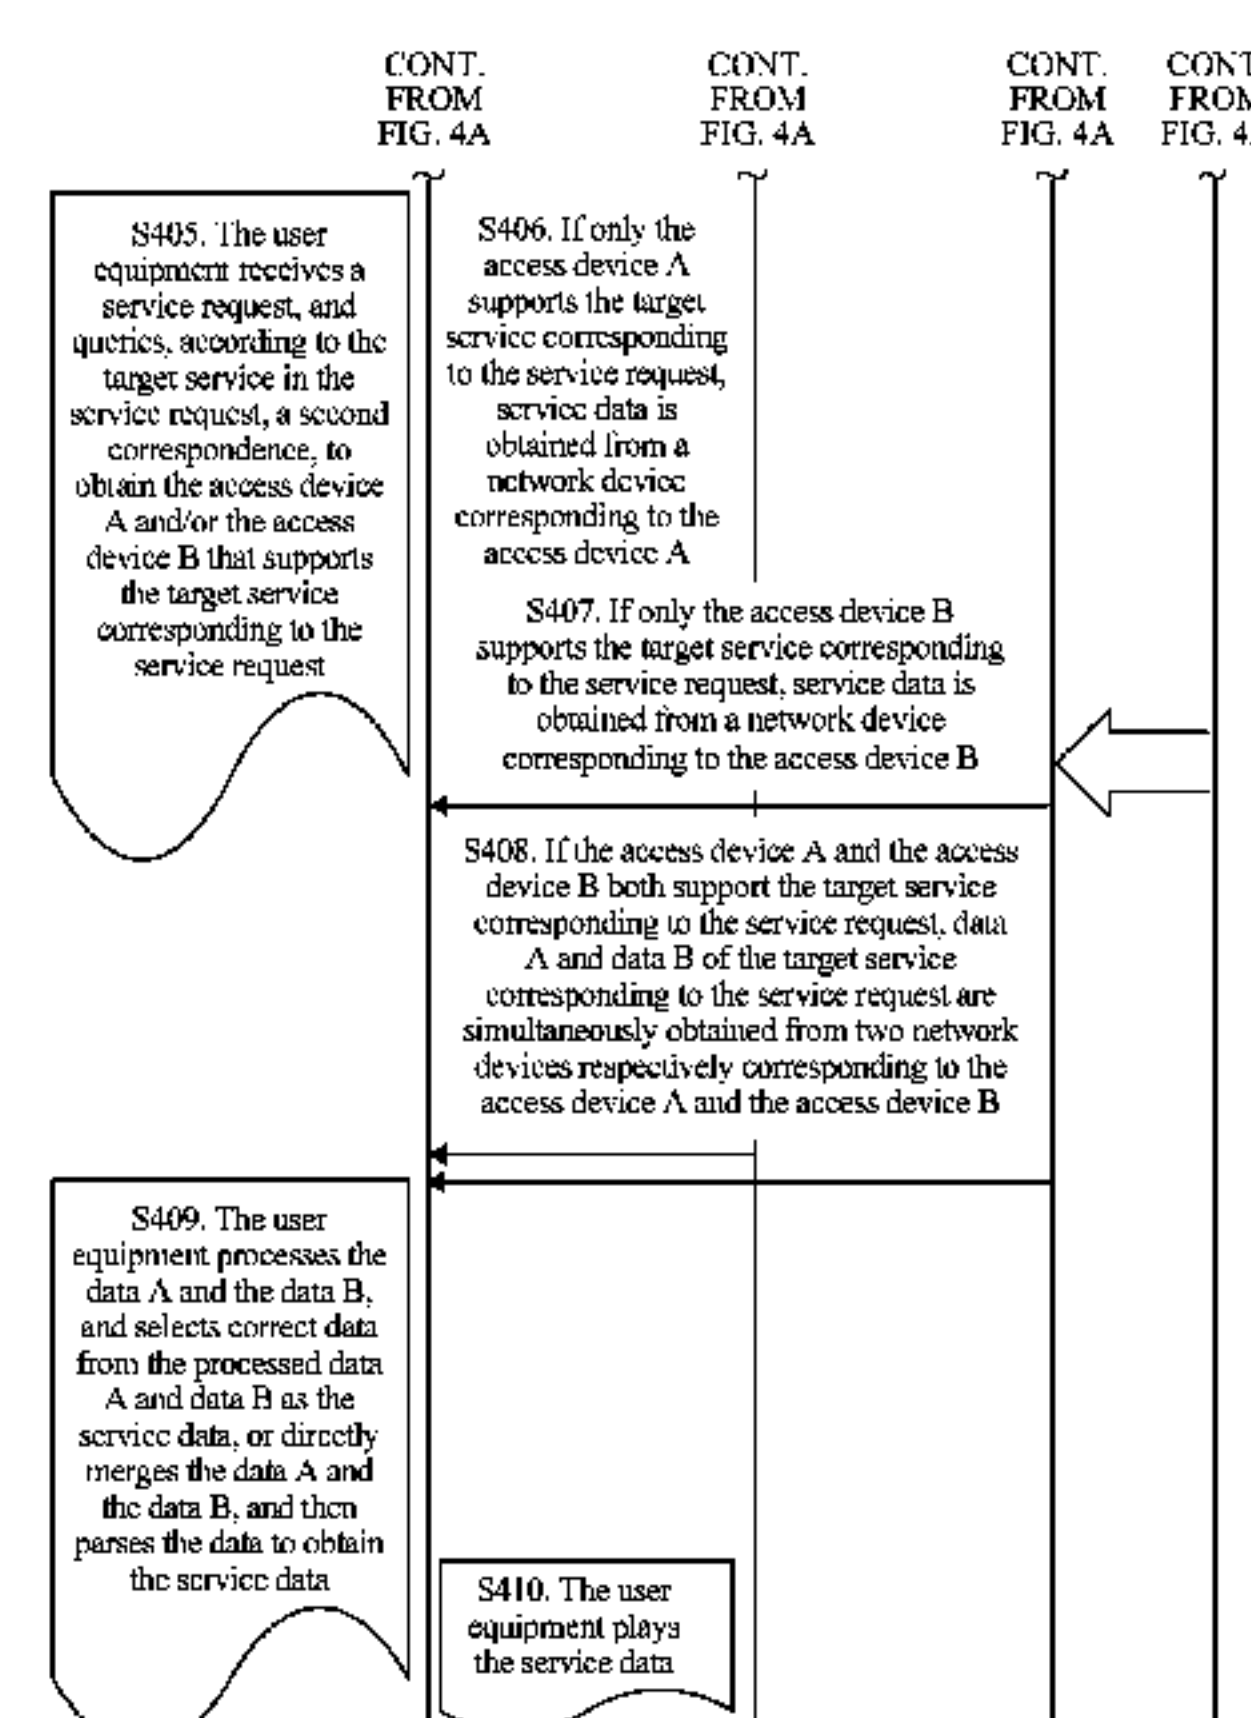 CONT.
FROM
FIG. 4A
CONT.
FROM
FIG. 4A
CONT.
FROM
FIG. 4A
CONT
FROM
FIG. 4
S405. The user
equipment receives a
service request, and
queries, according to the
target service in the
service request, a second
correspondence, to
obtain the access device
A and/or the access
device B that supports
the target service
corresponding to the
service request
S406. If only the
access device A
supports the target
service corresponding
to the service request,
service data is
obtained from a
network device
corresponding to the
access device A
S407. If only the access device B
supports the target service corresponding
to the service request, service data is
obtained from a network device
corresponding to the access device B
S408. If the access device A and the access
device B both support the target service
corresponding to the service request, data
A and data B of the target service
corresponding to the service request are
simultaneously obtained from two network
devices respectively corresponding to the
access device A and the access device B
S409. The user
equipment processes the
data A and the data B,
and selects correct data
from the processed data
A and data B as the
service data, or directly
merges the data A and
the data B, and then
parses the data to obtain
the service data
S410. The user
equipment plays
the service data